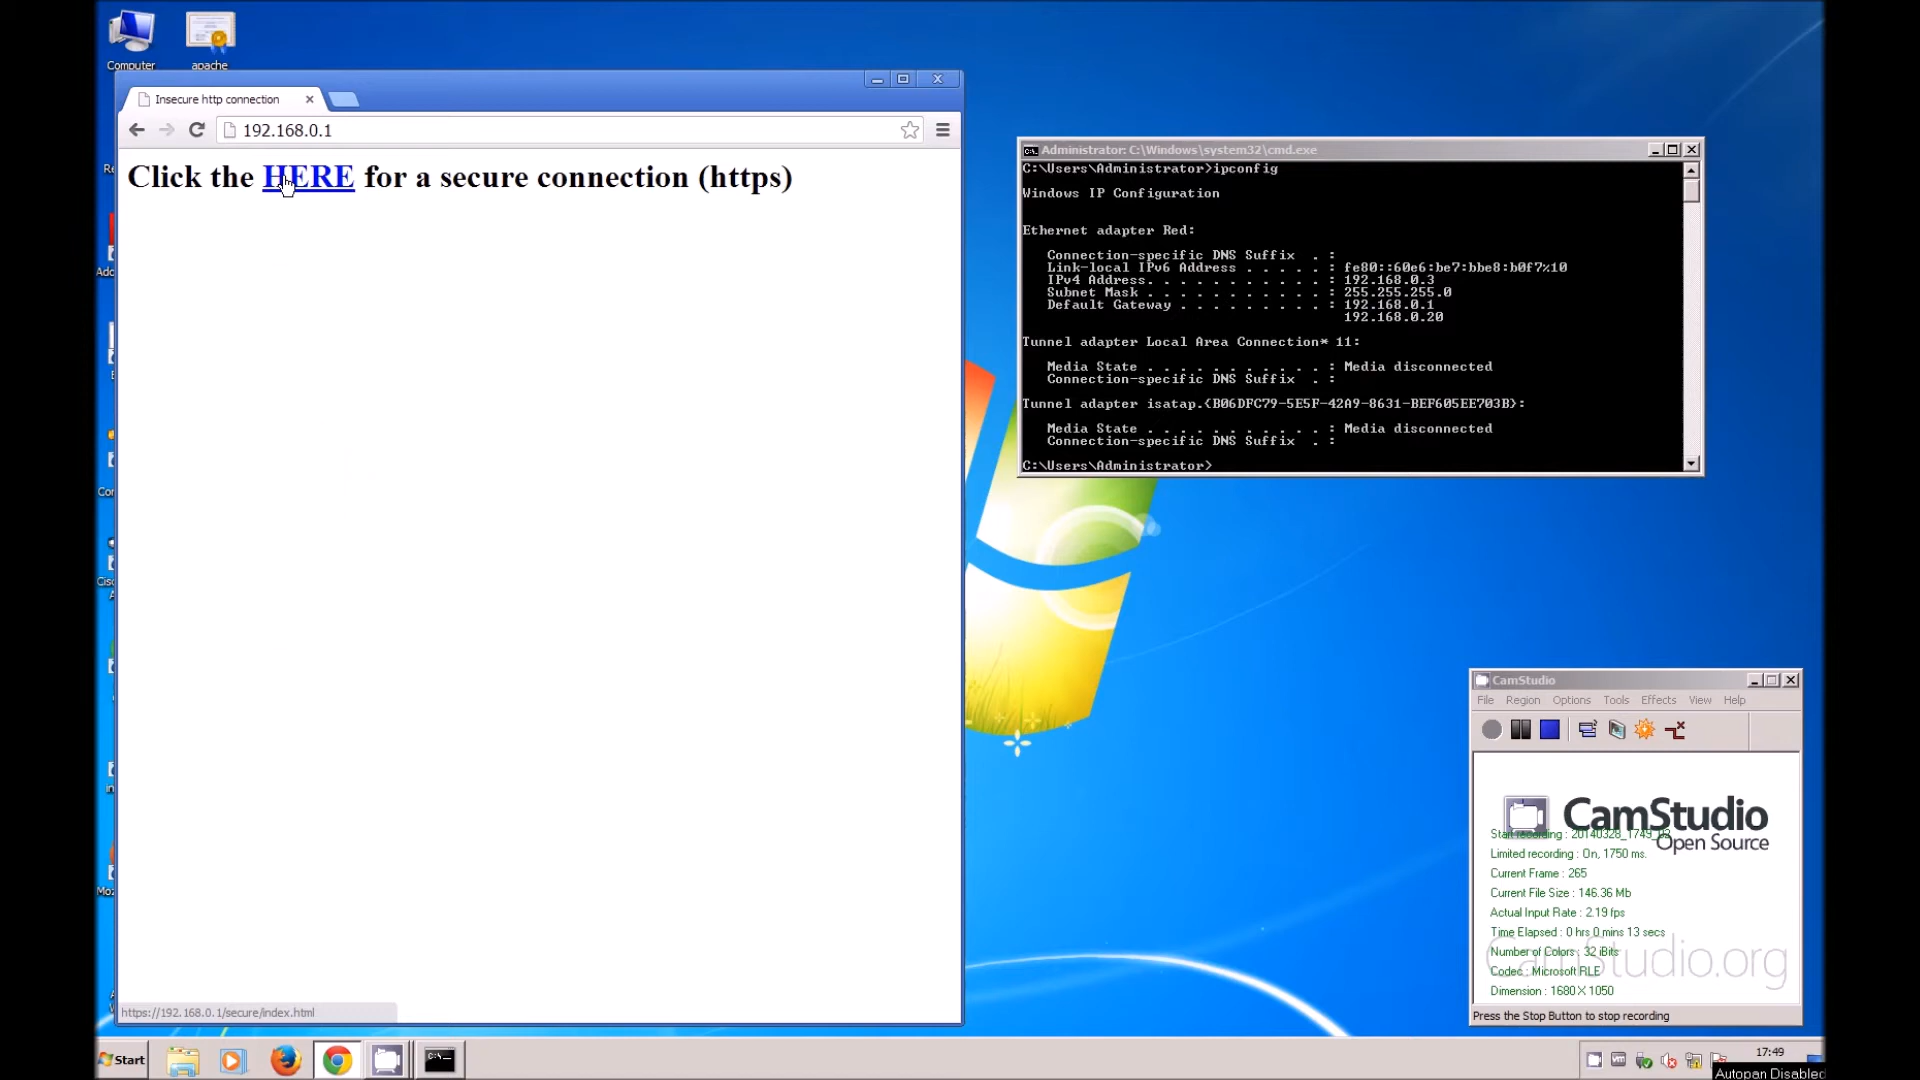 Computer
apache
Insecure http connection
192.168.0.1
Click the HERE for a secure connection (https)
https://192.168.0.1/secure/index.html
Administrator: C:\Windows\system32\cmd.exe
C:\Users\Administrator>ipconfig
Windows IP Configuration
Ethernet adapter Red:
Connection-specific DNS Suffix . :
Link-local IPv6 Address . . . . . : fe80::60e6:be7:bbe8:b0f7%10
IPv4 Address. . . . . . . . . . . : 192.168.0.3
Subnet Mask . . . . . . . . . . . : 255.255.255.0
Default Gateway . . . . . . . . . : 192.168.0.1
192.168.0.20
Tunnel adapter Local Area Connection* 11:
Media State . . . . . . . . . . . : Media disconnected
Connection-specific DNS Suffix . :
Tunnel adapter isatap.{B06DFC79-5E5F-42A9-8631-BEF605EE703B}:
Media State . . . . . . . . . . . : Media disconnected
Connection-specific DNS Suffix . :
C:\Users\Administrator>
CamStudio
File Region Options Tools Effects View Help
CamStudio
Open Source
Start recording : 20140328_1749_02
Limited recording : On, 1750 ms.
Current Frame : 265
Current File Size : 146.36 Mb
Actual Input Rate : 2.19 fps
Time Elapsed : 0 hrs 0 mins 13 secs
Number of Colors : 32 iBits
Codec : Microsoft RLE
Dimension : 1680 X 1050
CamStudio.org
Press the Stop Button to stop recording
Start
17:49
Autopan Disabled